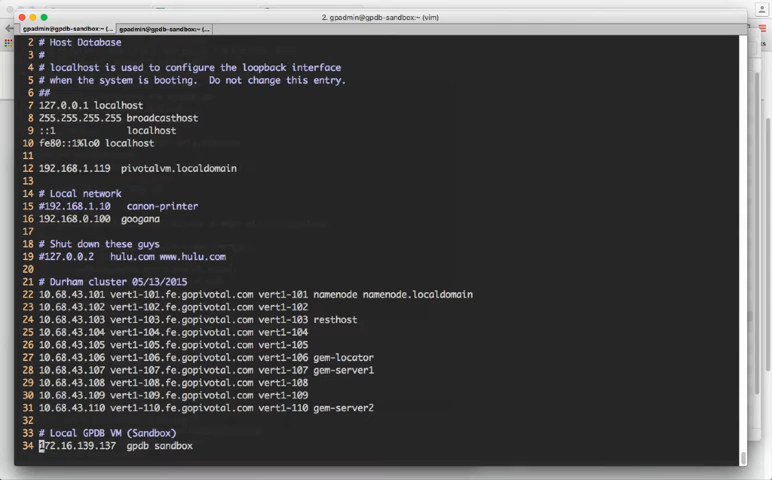 2. gpadmin@gpdb-sandbox:~ (vim)
gpadmin@gpdb-sandbox:~ (... gpadmin@gpdb-sandbox:~ (...
2 # Host Database
3 #
4 # localhost is used to configure the loopback interface
5 # when the system is booting.  Do not change this entry.
6 ##
7 127.0.0.1 localhost
8 255.255.255.255 broadcasthost
9 ::1             localhost
10 fe80::1%lo0 localhost
11
12 192.168.1.119  pivotalvm.localdomain
13
14 # Local network
15 #192.168.1.10   canon-printer
16 192.168.0.100  googana
17
18 # Shut down these guys
19 #127.0.0.2   hulu.com www.hulu.com
20
21 # Durham cluster 05/13/2015
22 10.68.43.101 vert1-101.fe.gopivotal.com vert1-101 namenode namenode.localdomain
23 10.68.43.102 vert1-102.fe.gopivotal.com vert1-102
24 10.68.43.103 vert1-103.fe.gopivotal.com vert1-103 resthost
25 10.68.43.104 vert1-104.fe.gopivotal.com vert1-104
26 10.68.43.105 vert1-105.fe.gopivotal.com vert1-105
27 10.68.43.106 vert1-106.fe.gopivotal.com vert1-106 gem-locator
28 10.68.43.107 vert1-107.fe.gopivotal.com vert1-107 gem-server1
29 10.68.43.108 vert1-108.fe.gopivotal.com vert1-108
30 10.68.43.109 vert1-109.fe.gopivotal.com vert1-109
31 10.68.43.110 vert1-110.fe.gopivotal.com vert1-110 gem-server2
32
33 # Local GPDB VM (Sandbox)
34 172.16.139.137  gpdb sandbox